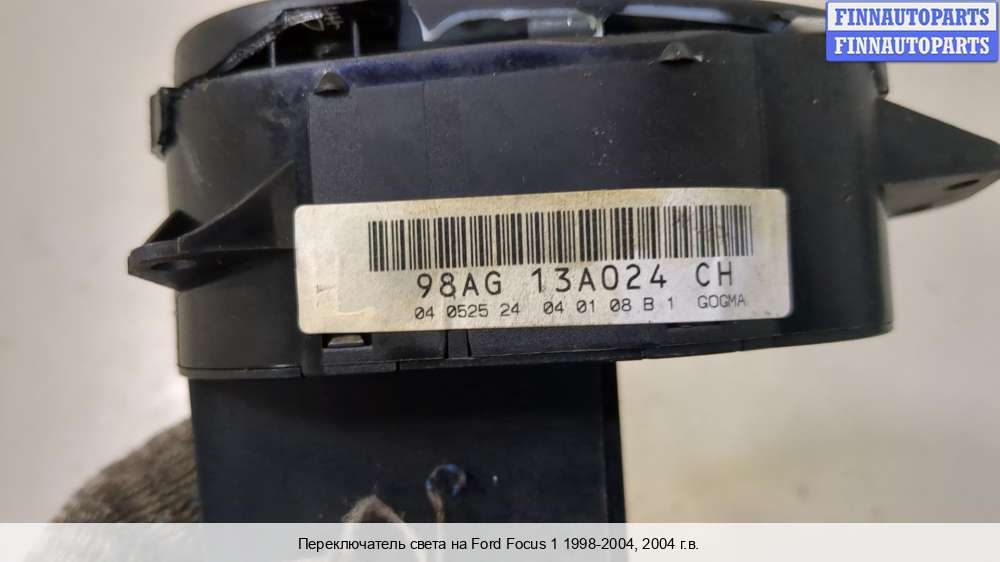 FINNAUTOPARTS
FINNAUTOPARTS
98AG 13A024 CH
04 0525 24 04 01 08 B 1 GOGMA
Переключатель света на Ford Focus 1 1998-2004, 2004 г.в.